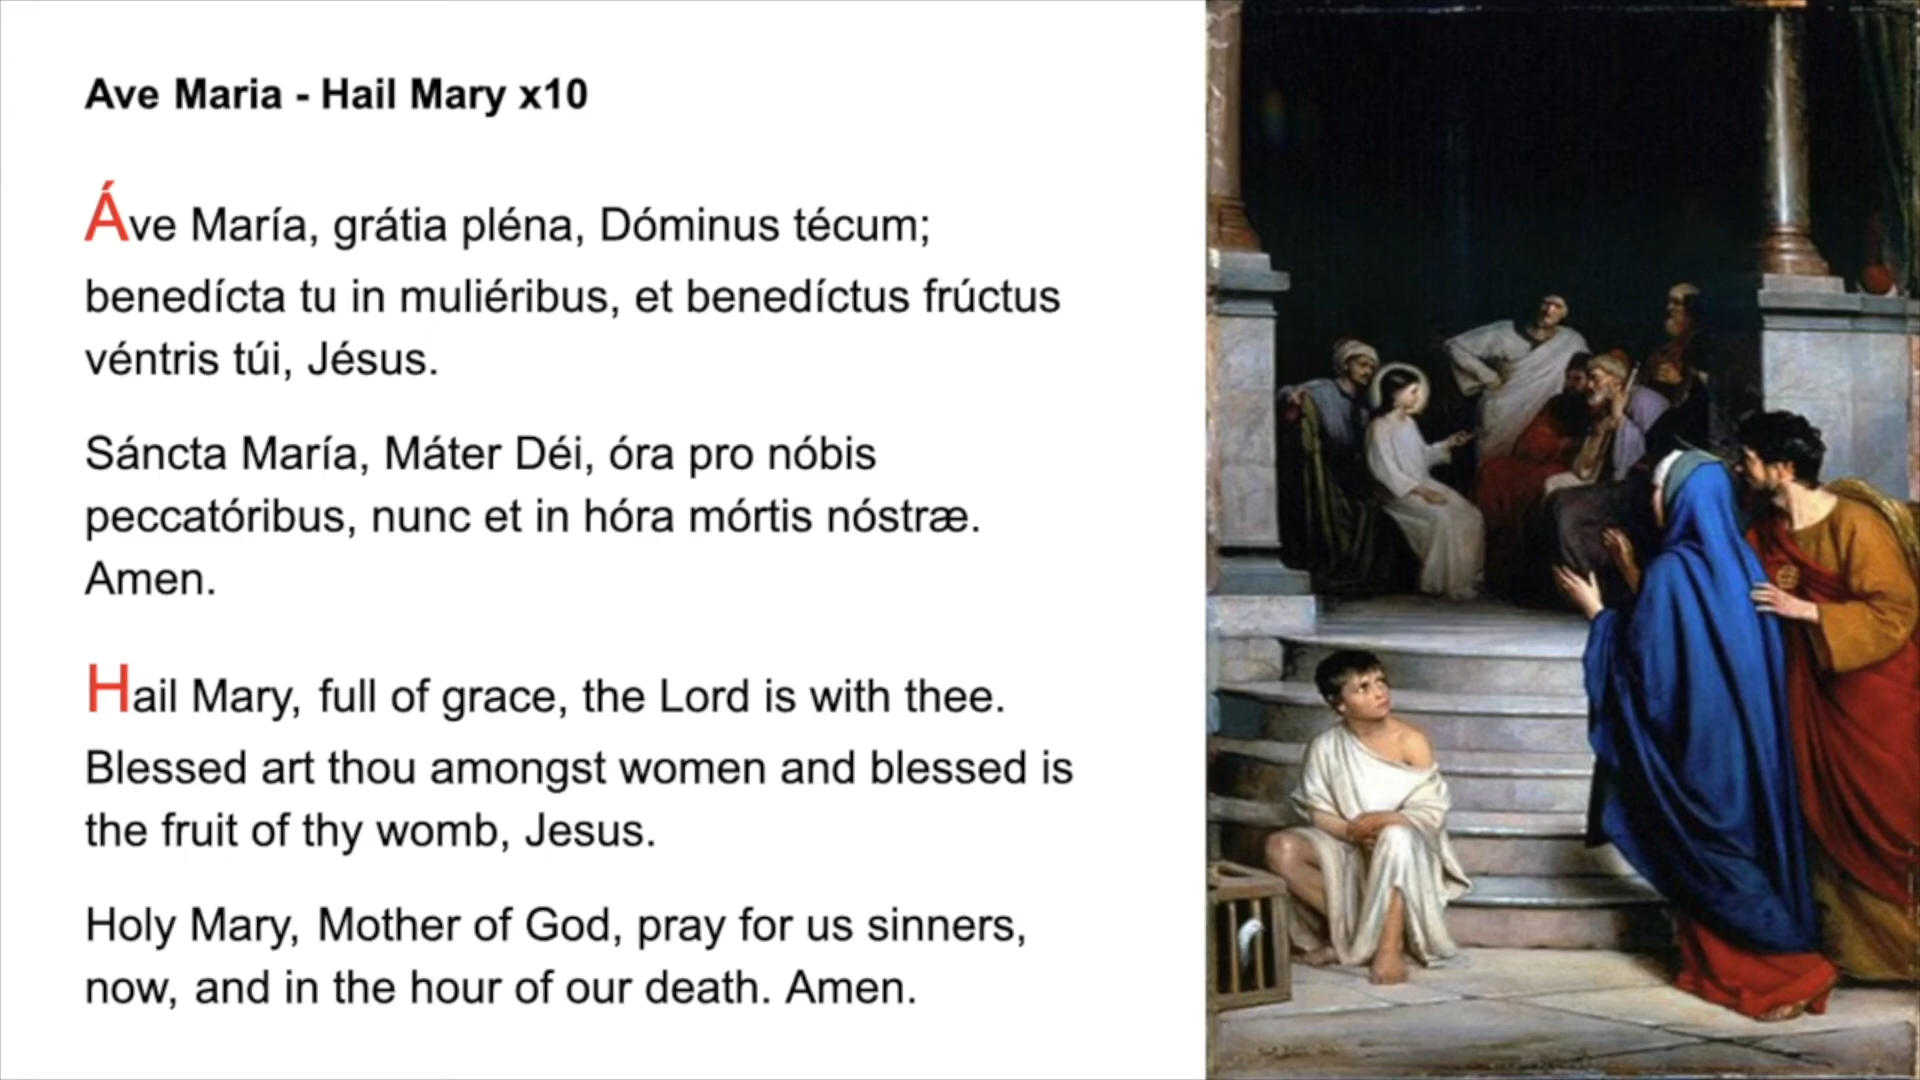 Ave Maria - Hail Mary x10
Áve María, grátia pléna, Dóminus técum;
benedícta tu in muliéribus, et benedíctus frúctus
véntris túi, Jésus.
Sáncta María, Máter Déi, óra pro nóbis
peccatóribus, nunc et in hóra mórtis nóstræ.
Amen.
Hail Mary, full of grace, the Lord is with thee.
Blessed art thou amongst women and blessed is
the fruit of thy womb, Jesus.
Holy Mary, Mother of God, pray for us sinners,
now, and in the hour of our death. Amen.